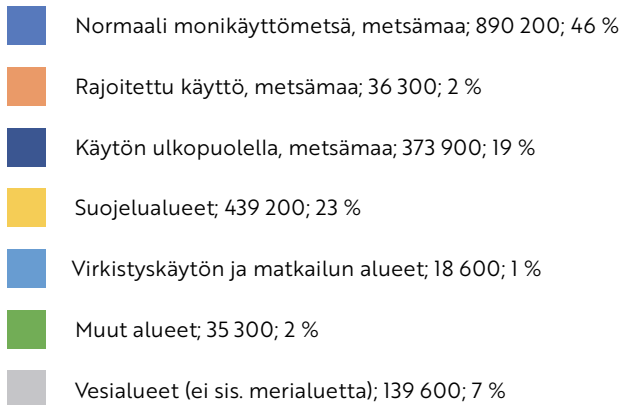 Normaali monikäyttömetsä, metsämaa; 890 200; 46 %
Rajoitettu käyttö, metsämaa; 36 300; 2 %
Käytön ulkopuolella, metsämaa; 373 900; 19 %
Suojelualueet; 439 200; 23 %
Virkistyskäytön ja matkailun alueet; 18 600; 1 %
Muut alueet; 35 300; 2 %
Vesialueet (ei sis. merialuetta); 139 600; 7 %